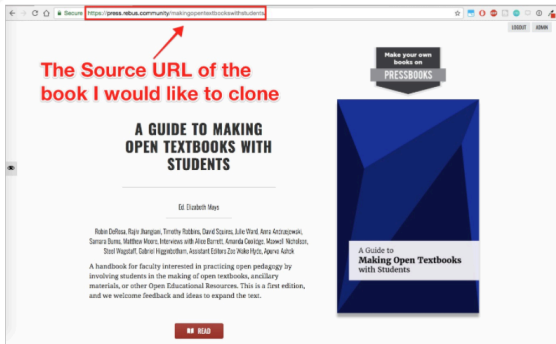 Secure https://press.rebus.community/makingopentextbookswithstudents
LOGOUT ADMIN
The Source URL of the
book I would like to clone
Make your own
books on
PRESSBOOKS
A GUIDE TO MAKING
OPEN TEXTBOOKS WITH
STUDENTS
Ed. Elizabeth Mays
Robin DeRosa, Rajiv Jhangiani, Timothy Robbins, David Squires, Julie Ward, Anna Andrzejewski,
Samara Burns, Matthew Moore, Interviews with Alice Barrett, Amanda Coolidge, Maxwell Nicholson,
Steel Wagstaff, Gabriel Higginbotham, Assistant Editors Zoe Wake Hyde, Apurva Ashok
A handbook for faculty interested in practicing open pedagogy by
involving students in the making of open textbooks, ancillary
materials, or other Open Educational Resources. This is a first edition,
and we welcome feedback and ideas to expand the text.
READ
A Guide to
Making Open Textbooks
with Students